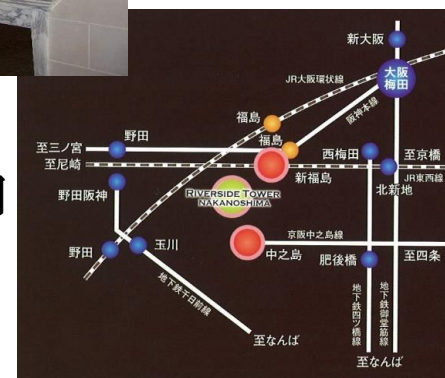 新大阪
大阪
梅田
JR大阪環状線
阪神本線
福島
福島
野田
至三ノ宮
至尼崎
西梅田
至京橋
JR東西線
新福島
北新地
野田阪神
RIVERSIDE TOWER
NAKANOSHIMA
京阪中之島線
野田
玉川
中之島
肥後橋
至四条
地下鉄千日前線
地下鉄四ツ橋線
地下鉄御堂筋線
至なんば
至なんば